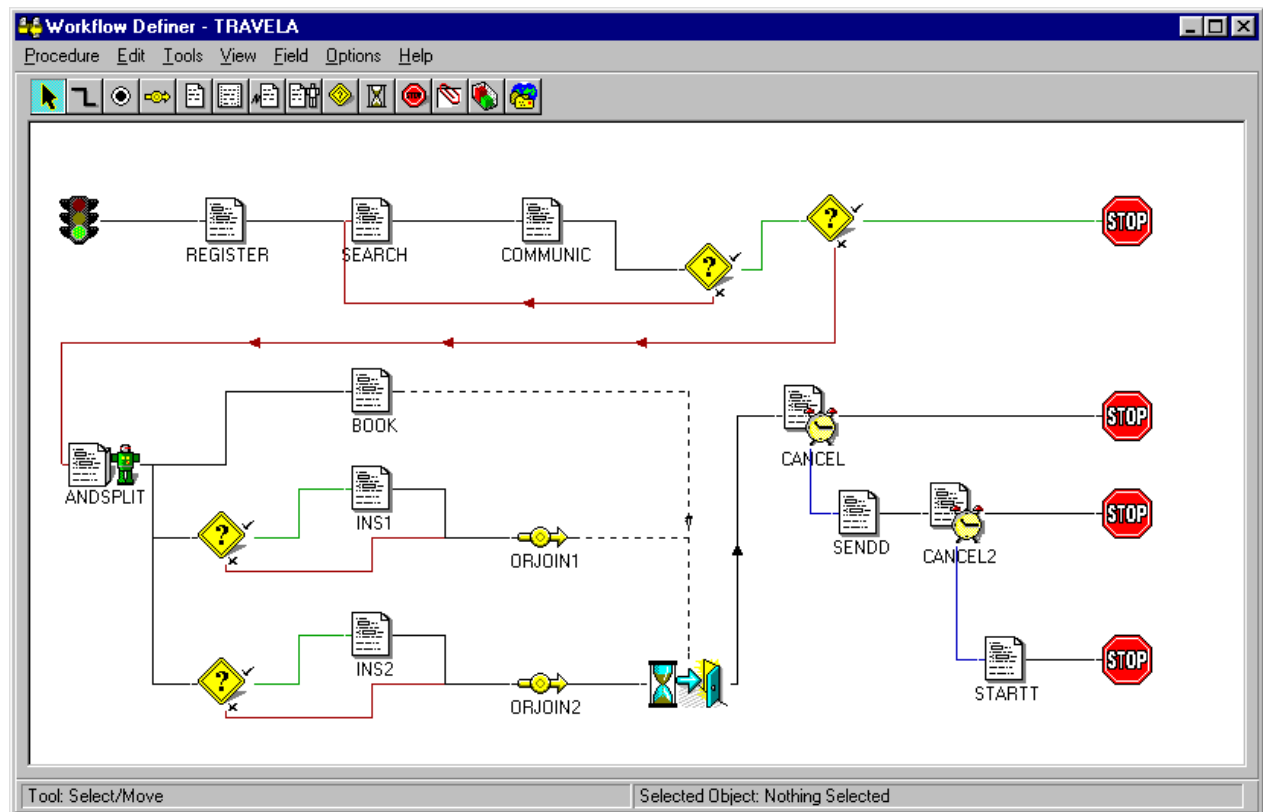 Workflow Definer - TRAVELA
Procedure Edit Tools View Field Options Help
STOP
? ?
STOP
REGISTER SEARCH COMMUNIC
?
?
BOOK
STOP
CANCEL
ANDSPLIT
INS1
?
ORJOIN1
STOP
SENDD CANCEL2
INS2
?
ORJOIN2
STOP
STARTT
Tool: Select/Move Selected Object: Nothing Selected